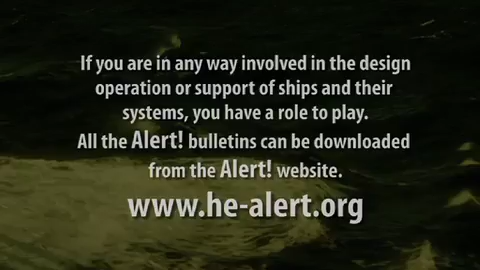 If you are in any way involved in the design
operation or support of ships and their
systems, you have a role to play.
All the Alert! bulletins can be downloaded
from the Alert! website.
www.he-alert.org